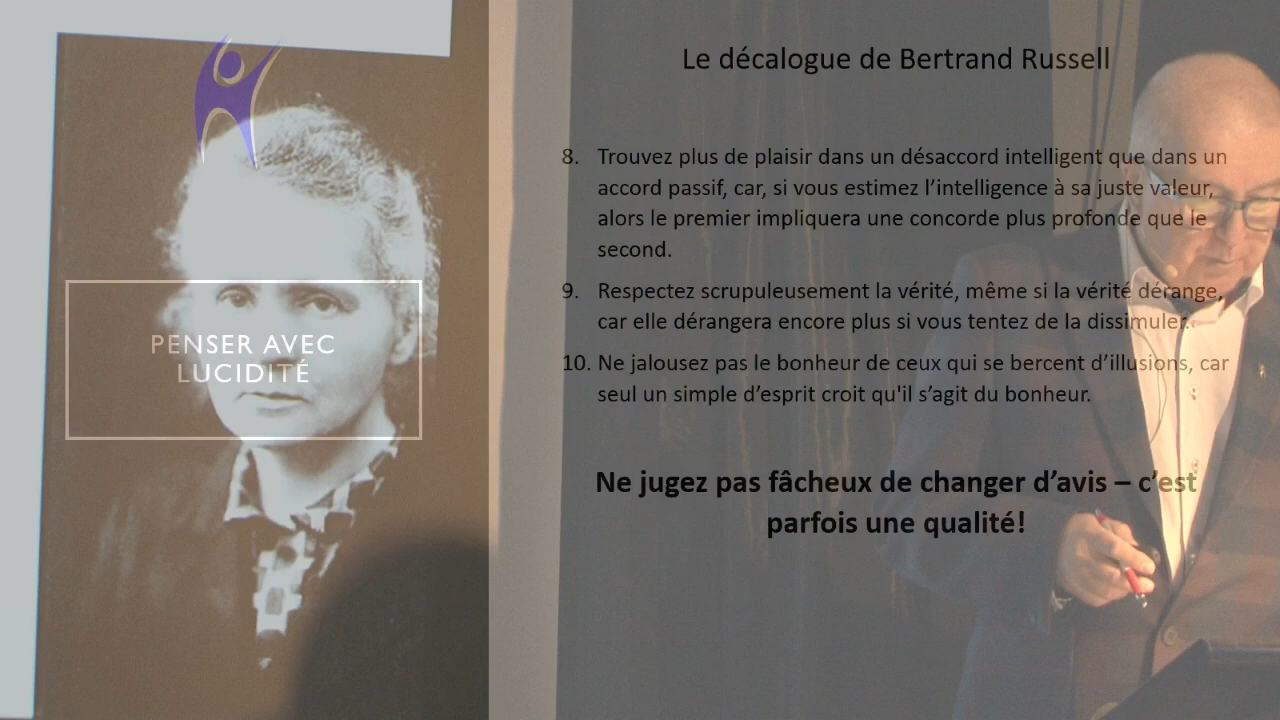 PENSER AVEC
LUCIDITÉ
Le décalogue de Bertrand Russell
8. Trouvez plus de plaisir dans un désaccord intelligent que dans un
accord passif, car, si vous estimez l’intelligence à sa juste valeur,
alors le premier impliquera une concorde plus profonde que le
second.
9. Respectez scrupuleusement la vérité, même si la vérité dérange,
car elle dérangera encore plus si vous tentez de la dissimuler.
10. Ne jalousez pas le bonheur de ceux qui se bercent d’illusions, car
seul un simple d’esprit croit qu'il s’agit du bonheur.
Ne jugez pas fâcheux de changer d’avis – c’est
parfois une qualité!